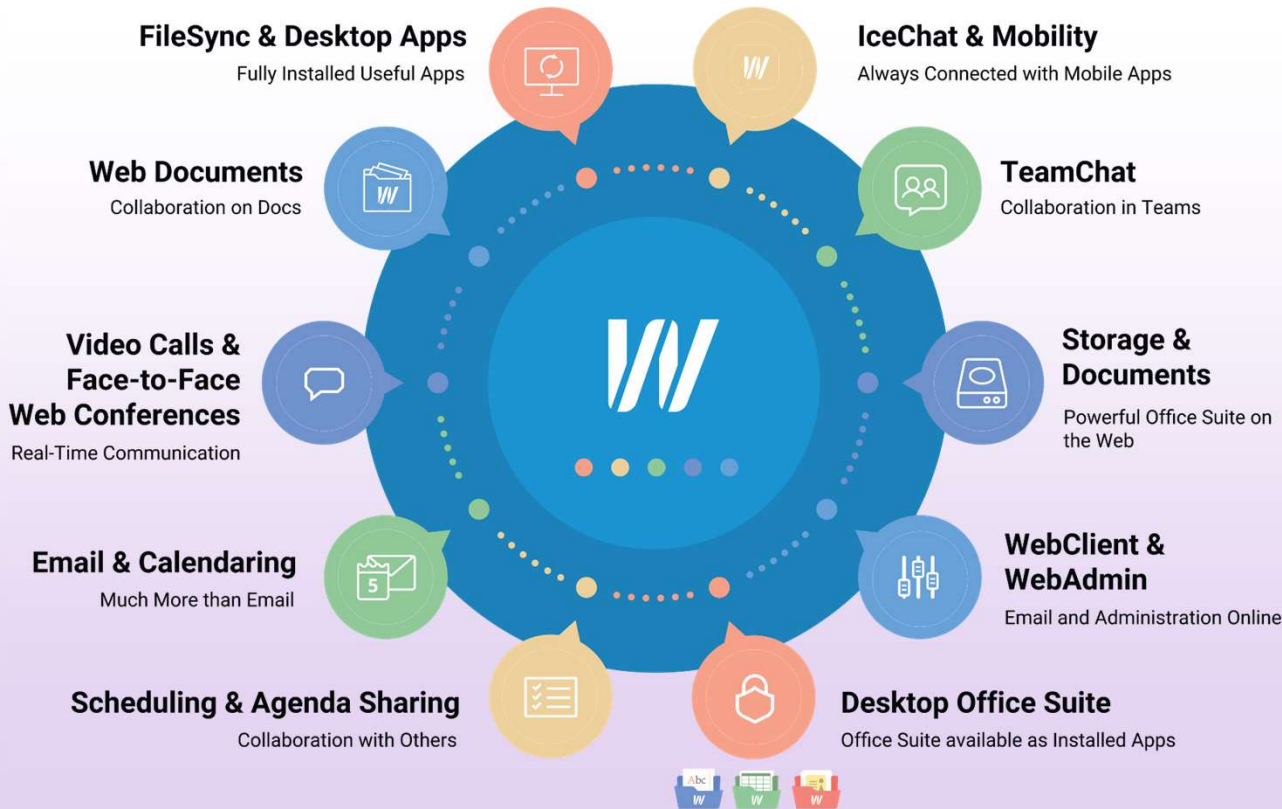 FileSync & Desktop Apps
Fully Installed Useful Apps
IceChat & Mobility
Always Connected with Mobile Apps
Web Documents
Collaboration on Docs
TeamChat
Collaboration in Teams
Video Calls &
Face-to-Face
Web Conferences
Real-Time Communication
Storage &
Documents
Powerful Office Suite on
the Web
Email & Calendaring
Much More than Email
5
WebClient &
WebAdmin
Email and Administration Online
Scheduling & Agenda Sharing
Collaboration with Others
Desktop Office Suite
Office Suite available as Installed Apps
Abc